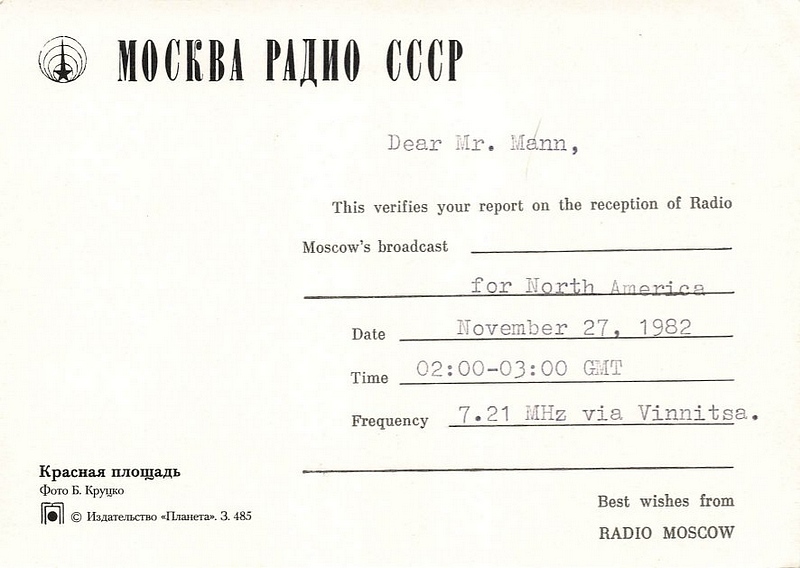 МОСКВА РАДИО СССР
Dear Mr. Mann,
This verifies your report on the reception of Radio
Moscow's broadcast
for North America
Date November 27, 1982
Time 02:00-03:00 GMT
Frequency 7.21 MHz via Vinnitsa.
Красная площадь
Фото Б. Круцко
© Издательство «Планета». З. 485
Best wishes from
RADIO MOSCOW